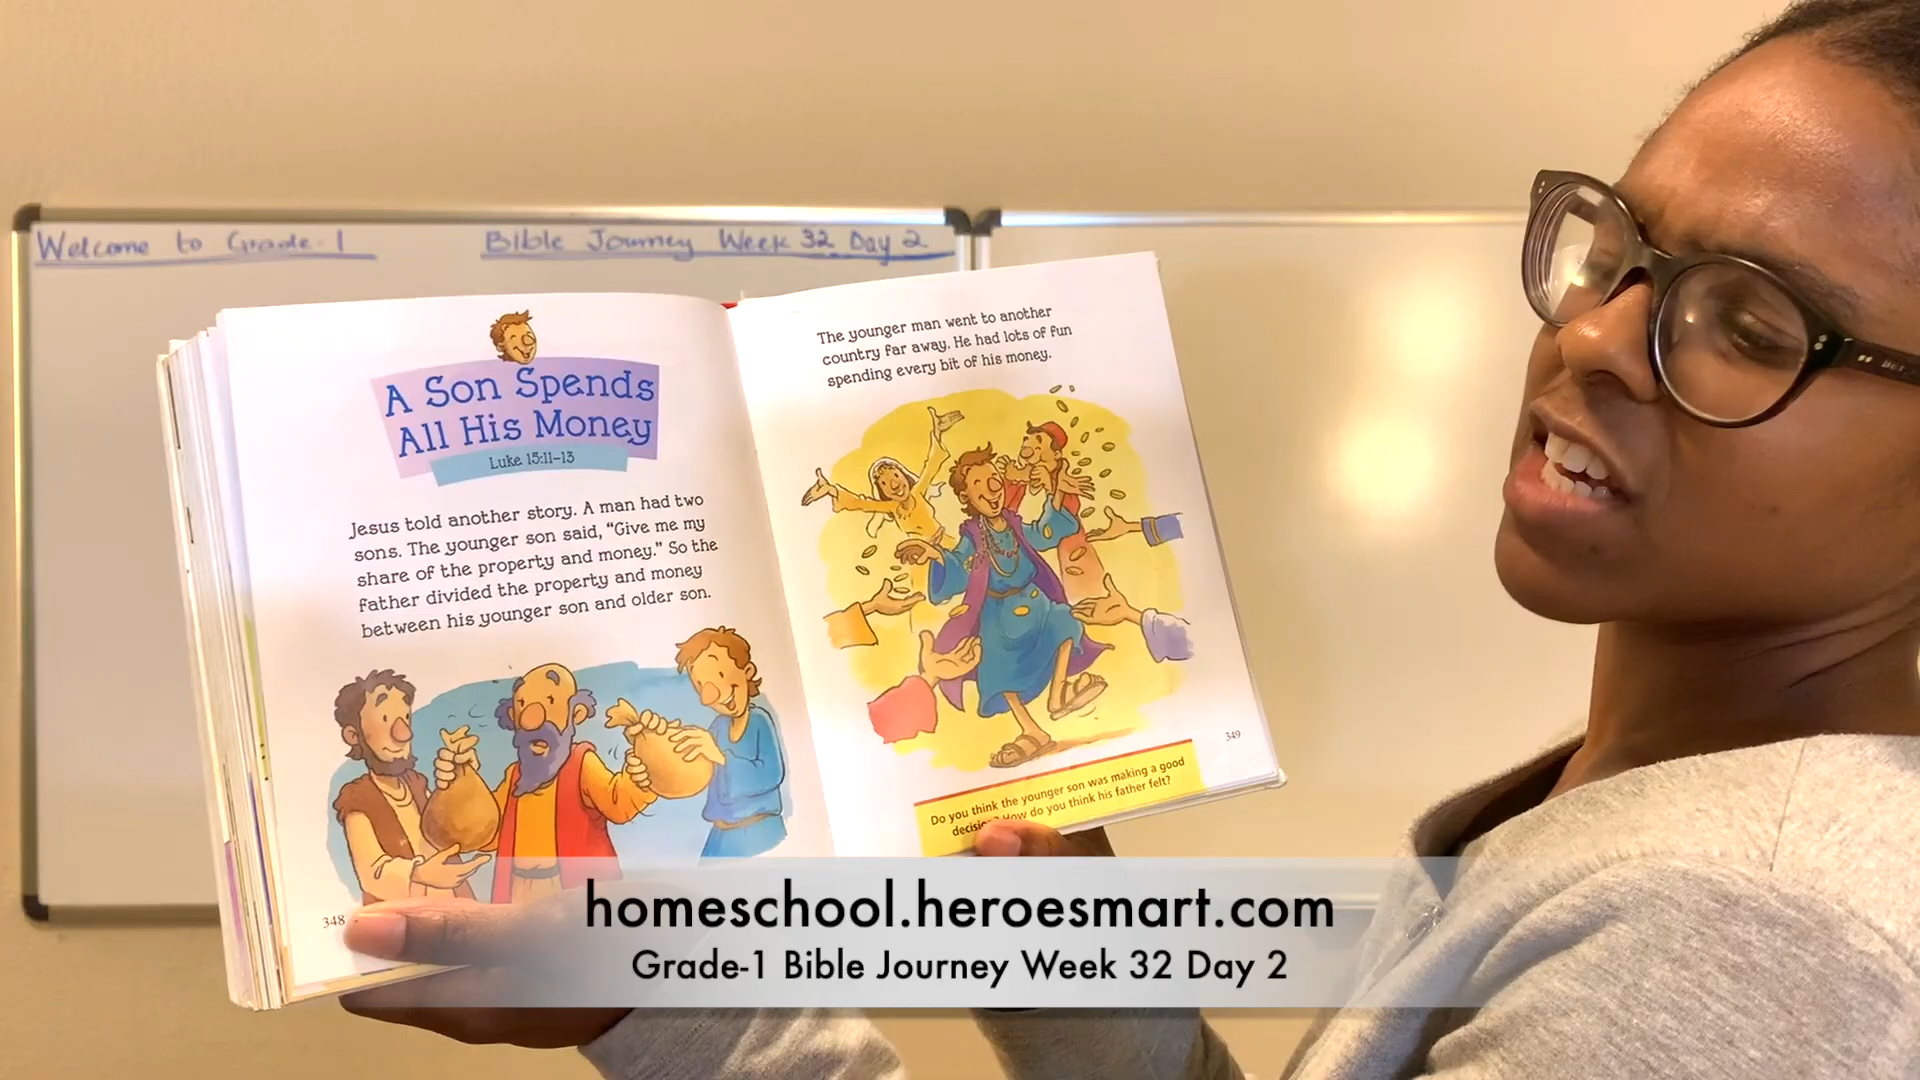 Welcome to Grade-1
Bible Journey Week 32 Day 2
A Son Spends
All His Money
Luke 15:11–13
Jesus told another story. A man had two
sons. The younger son said, “Give me my
share of the property and money.” So the
father divided the property and money
between his younger son and older son.
348
The younger man went to another
country far away. He had lots of fun
spending every bit of his money.
349
Do you think the younger son was making a good
decision? How do you think his father felt?
homeschool.heroesmart.com
Grade-1 Bible Journey Week 32 Day 2